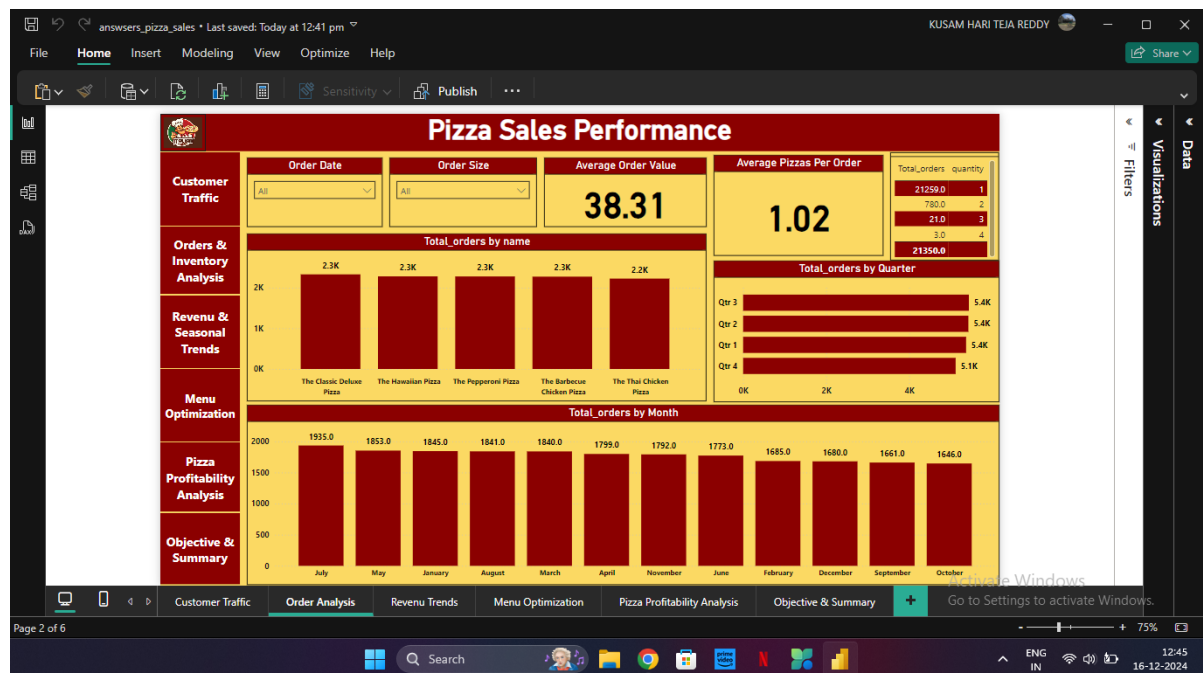 answsers_pizza_sales • Last saved: Today at 12:41 pm
KUSAM HARI TEJA REDDY
File Home Insert Modeling View Optimize Help
Share
Sensitivity
Publish
Pizza Sales Performance
Customer
Traffic
Orders &
Inventory
Analysis
Revenu &
Seasonal
Trends
Menu
Optimization
Pizza
Profitability
Analysis
Objective &
Summary
Order Date
All
Order Size
All
Average Order Value
38.31
Average Pizzas Per Order
1.02
Total_orders quantity
21259.0 1
780.0 2
21.0 3
3.0 4
21350.0
Total_orders by name
2.3K 2.3K 2.3K 2.3K 2.2K
2K
1K
0K
The Classic Deluxe
Pizza
The Hawaiian Pizza
The Pepperoni Pizza
The Barbecue
Chicken Pizza
The Thai Chicken
Pizza
Total_orders by Quarter
Qtr 3 5.4K
Qtr 2 5.4K
Qtr 1 5.4K
Qtr 4 5.1K
0K 2K 4K
Total_orders by Month
2000
1500
1000
500
0
1935.0 1853.0 1845.0 1841.0 1840.0 1799.0 1792.0 1773.0 1685.0 1680.0 1661.0 1646.0
July May January August March April November June February December September October
Filters
Visualizations
Data
Activate Windows
Go to Settings to activate Windows.
Customer Traffic Order Analysis Revenu Trends Menu Optimization Pizza Profitability Analysis Objective & Summary +
Page 2 of 6
- + 75%
Search
ENG
IN
12:45
16-12-2024